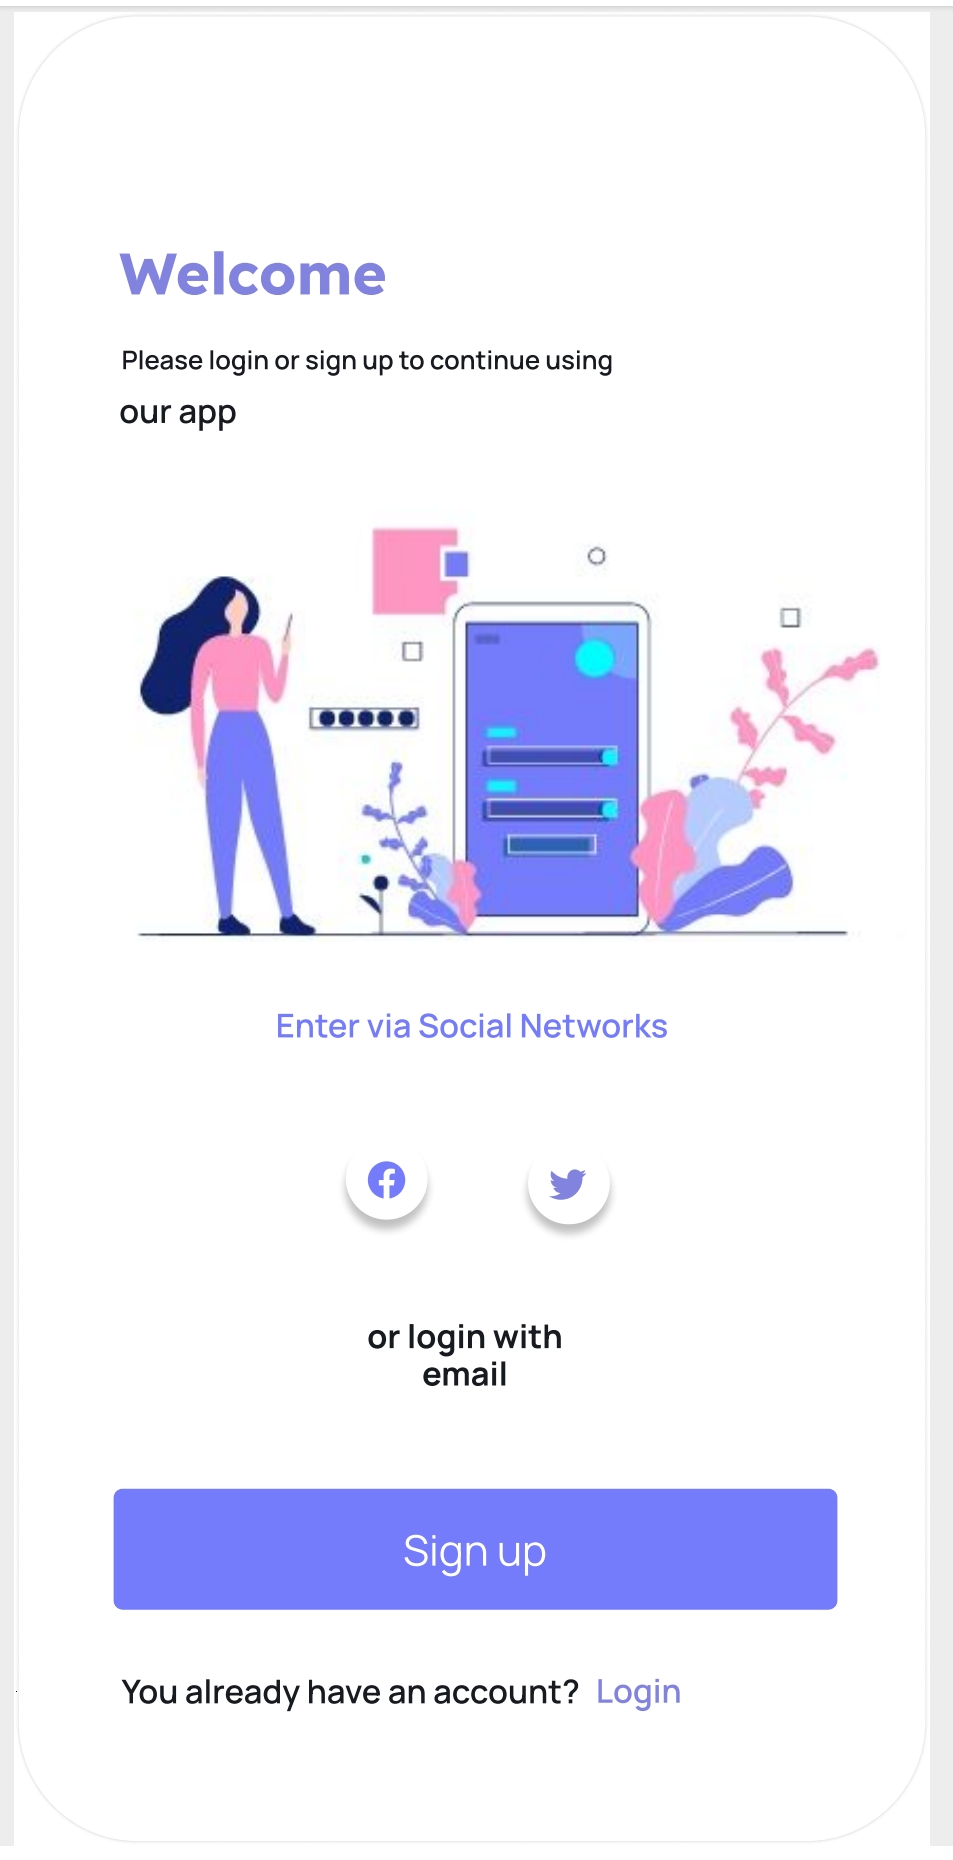 Welcome
Please login or sign up to continue using
our app
Enter via Social Networks
or login with
email
Sign up
You already have an account? Login